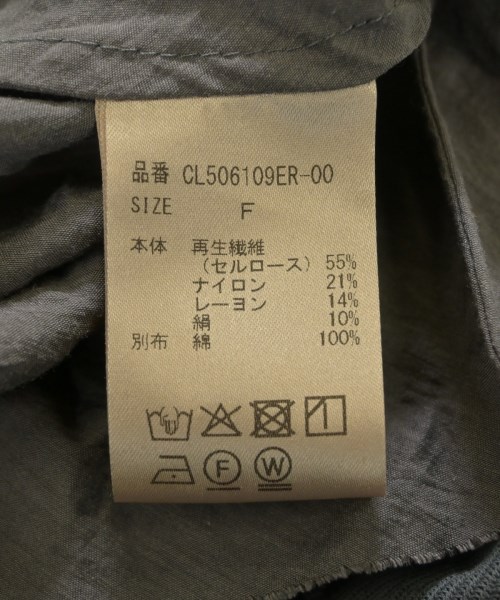 品番 CL506109ER-00
SIZE F
本体 再生繊維
(セルロース) 55%
ナイロン 21%
レーヨン 14%
絹 10%
別布 綿 100%
F W